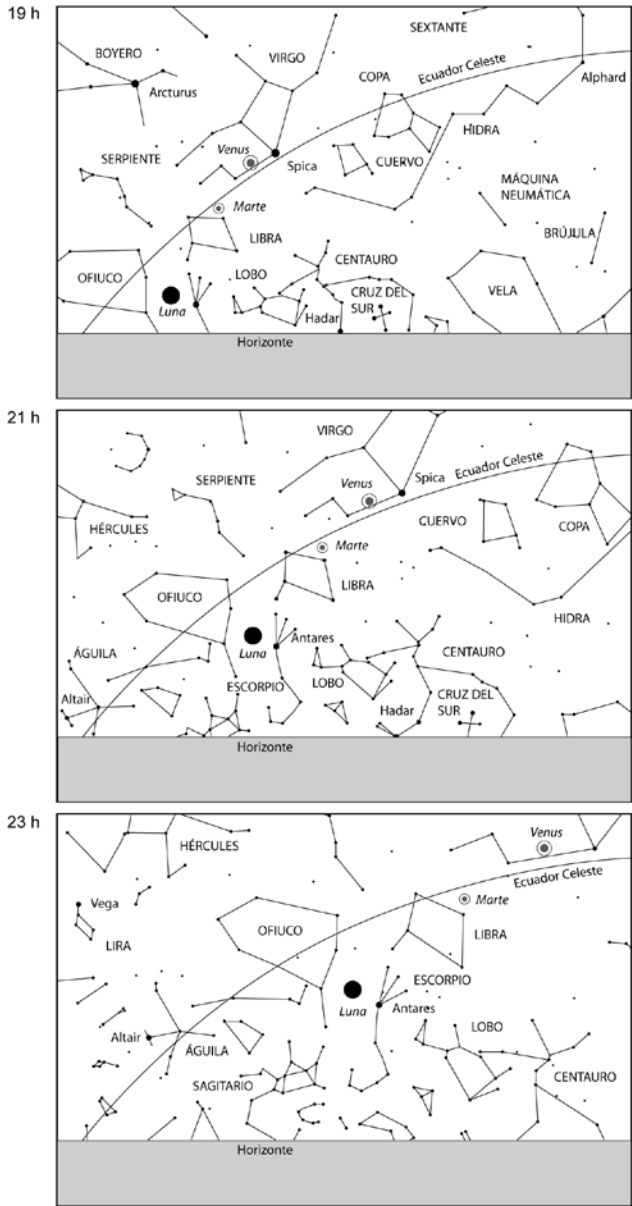 19 h
SEXTANTE
BOYERO
VIRGO
Ecuador Celeste
COPA
Arcturus
Alphard
HIDRA
Venus
SERPIENTE
Spica
CUERVO
MÁQUINA
NEUMÁTICA
Marte
LIBRA
BRÚJULA
CENTAURO
OFIUCO
LOBO
CRUZ DEL
SUR
VELA
Luna
Hadar
Horizonte
21 h
VIRGO
Ecuador Celeste
SERPIENTE
Venus
Spica
HÉRCULES
CUERVO
COPA
Marte
LIBRA
OFIUCO
HIDRA
Antares
ÁGUILA
Luna
CENTAURO
ESCORPIO
LOBO
Altair
CRUZ DEL
SUR
Hadar
Horizonte
23 h
Venus
HÉRCULES
Ecuador Celeste
Vega
Marte
OFIUCO
LIBRA
LIRA
ESCORPIO
Luna
Antares
LOBO
Altair
ÁGUILA
SAGITARIO
CENTAURO
Horizonte